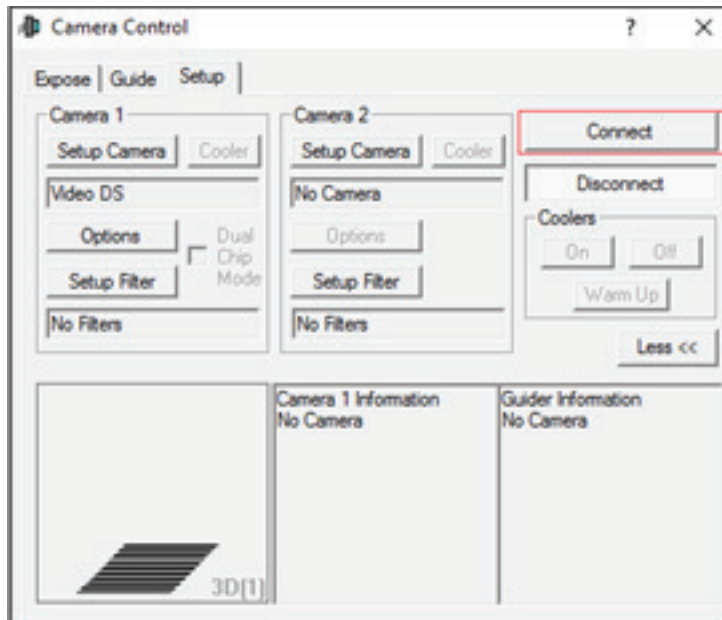 Camera Control
?
Expose Guide Setup
Camera 1
Setup Camera Cooler
Video DS
Options
Dual Chip Mode
Setup Filter
No Filters
Camera 2
Setup Camera Cooler
No Camera
Options
Setup Filter
No Filters
Connect
Disconnect
Coolers
On Off
Warm Up
Less <<
3D[1]
Camera 1 Information
No Camera
Guider Information
No Camera